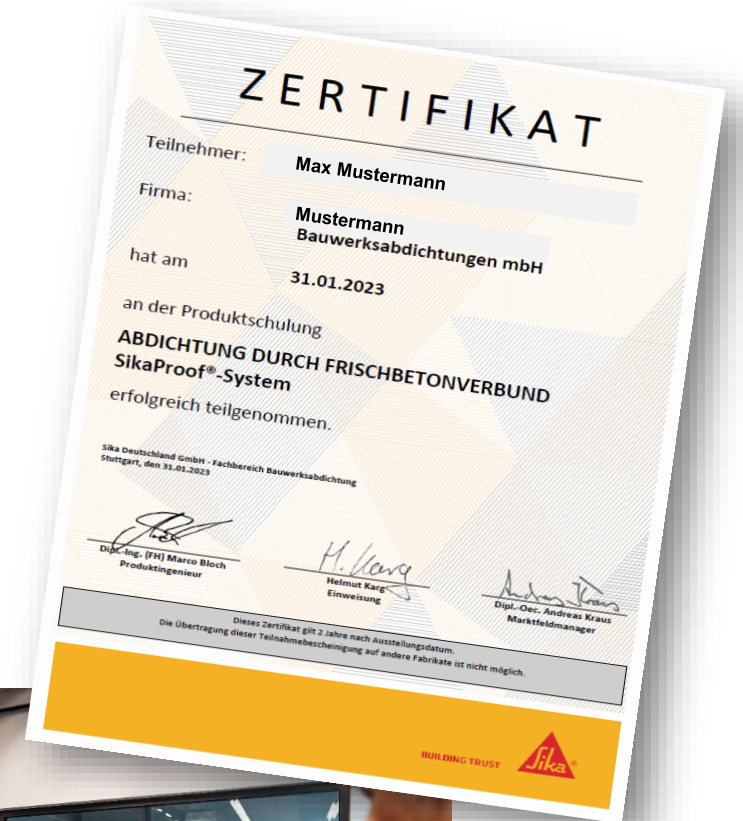 ZERTIFIKAT
Teilnehmer: Max Mustermann
Firma: Mustermann
Bauwerksabdichtungen mbH
hat am 31.01.2023
an der Produktschulung
ABDICHTUNG DURCH FRISCHBETONVERBUND
SikaProof®-System
erfolgreich teilgenommen.
Sika Deutschland GmbH - Fachbereich Bauwerksabdichtung
Stuttgart, den 31.01.2023
H. Karg
Andreas Kraus
Dipl.-Ing. (FH) Marco Bloch
Produktingenieur
Helmut Karg
Einweisung
Dipl.-Oec. Andreas Kraus
Marktfeldmanager
Dieses Zertifikat gilt 2 Jahre nach Ausstellungsdatum.
Die Übertragung dieser Teilnahmebescheinigung auf andere Fabrikate ist nicht möglich.
BUILDING TRUST
Sika®